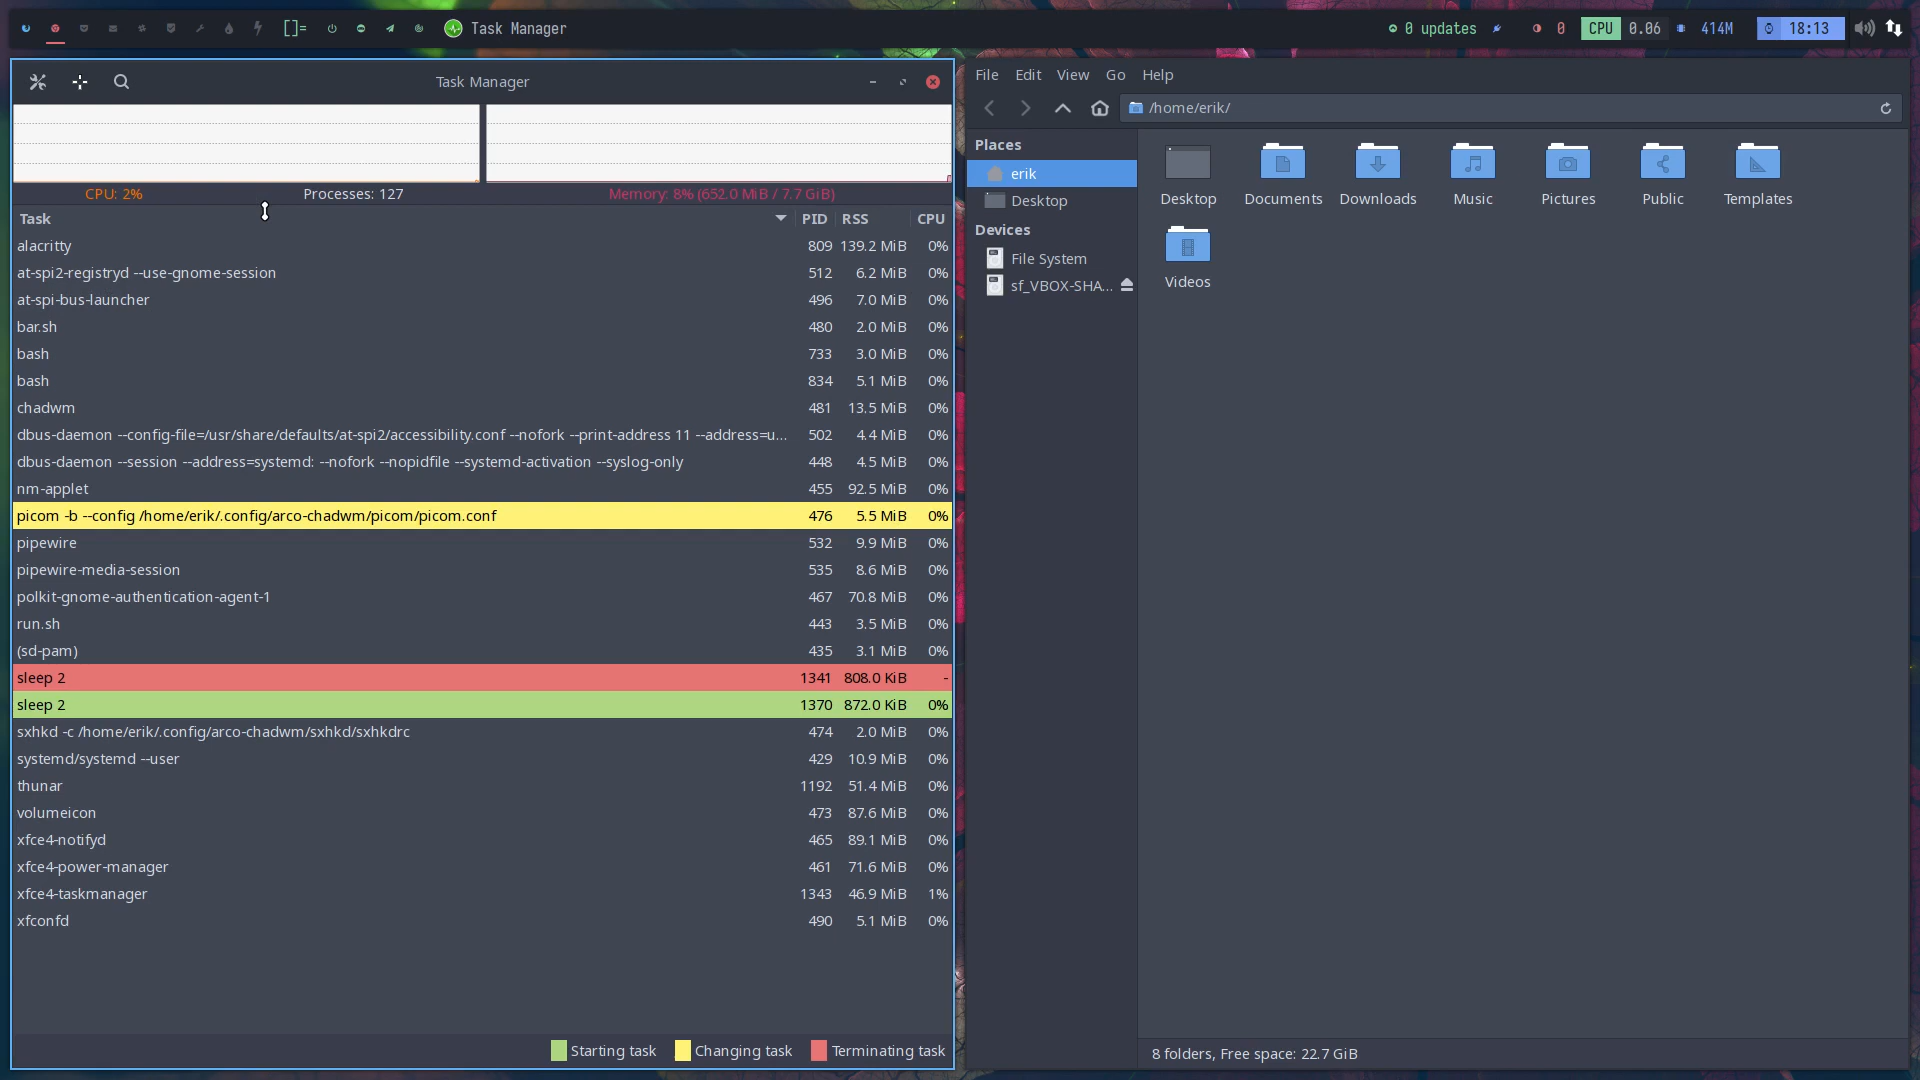 []= Task Manager 0 updates 0 CPU 0.06 414M 18:13
Task Manager
CPU: 2% Processes: 127 Memory: 8% (652.0 MiB / 7.7 GiB)
Task PID RSS CPU
alacritty 809 139.2 MiB 0%
at-spi2-registryd --use-gnome-session 512 6.2 MiB 0%
at-spi-bus-launcher 496 7.0 MiB 0%
bar.sh 480 2.0 MiB 0%
bash 733 3.0 MiB 0%
bash 834 5.1 MiB 0%
chadwm 481 13.5 MiB 0%
dbus-daemon --config-file=/usr/share/defaults/at-spi2/accessibility.conf --nofork --print-address 11 --address=u... 502 4.4 MiB 0%
dbus-daemon --session --address=systemd: --nofork --nopidfile --systemd-activation --syslog-only 448 4.5 MiB 0%
nm-applet 455 92.5 MiB 0%
picom -b --config /home/erik/.config/arco-chadwm/picom/picom.conf 476 5.5 MiB 0%
pipewire 532 9.9 MiB 0%
pipewire-media-session 535 8.6 MiB 0%
polkit-gnome-authentication-agent-1 467 70.8 MiB 0%
run.sh 443 3.5 MiB 0%
(sd-pam) 435 3.1 MiB 0%
sleep 2 1341 808.0 KiB -
sleep 2 1370 872.0 KiB 0%
sxhkd -c /home/erik/.config/arco-chadwm/sxhkd/sxhkdrc 474 2.0 MiB 0%
systemd/systemd --user 429 10.9 MiB 0%
thunar 1192 51.4 MiB 0%
volumeicon 473 87.6 MiB 0%
xfce4-notifyd 465 89.1 MiB 0%
xfce4-power-manager 461 71.6 MiB 0%
xfce4-taskmanager 1343 46.9 MiB 1%
xfconfd 490 5.1 MiB 0%
Starting task Changing task Terminating task
File Edit View Go Help
/home/erik/
Places
erik
Desktop
Devices
File System
sf_VBOX-SHA...
Desktop Documents Downloads Music Pictures Public Templates
Videos
8 folders, Free space: 22.7 GiB